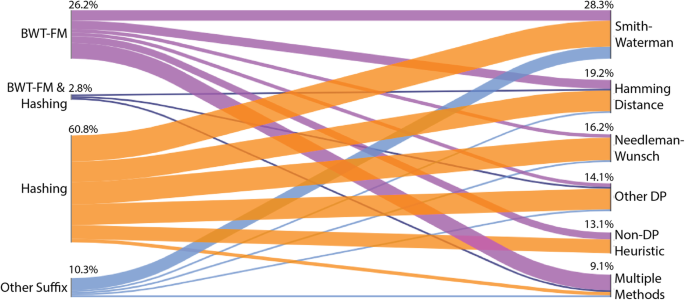 26.2%
BWT-FM
BWT-FM &
Hashing
2.8%
60.8%
Hashing
10.3%
Other Suffix
28.3%
Smith-
Waterman
19.2%
Hamming
Distance
16.2%
Needleman-
Wunsch
14.1%
Other DP
13.1%
Non-DP
Heuristic
9.1%
Multiple
Methods